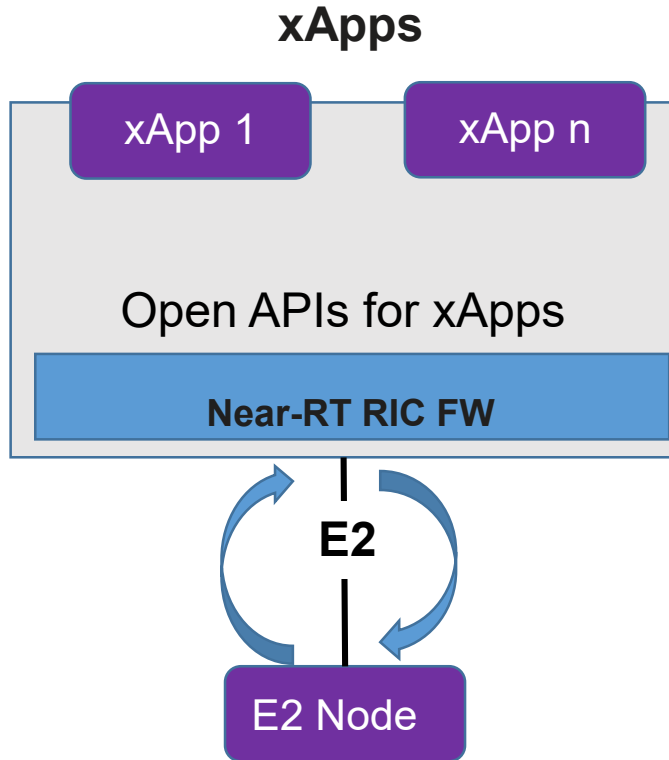 xApps
xApp 1
xApp n
Open APIs for xApps
Near-RT RIC FW
E2
E2 Node